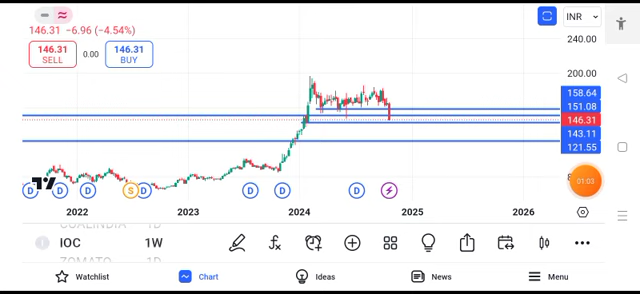 146.31 −6.96 (−4.54%)
INR
240.00
146.31
SELL
0.00
146.31
BUY
200.00
158.64
151.08
146.31
143.11
121.55
01:03
D D D S D D D D
2022 2023 2024 2025 2026
COALINDIA 1D
IOC 1W
ZOMATO 1D
Watchlist Chart Ideas News Menu